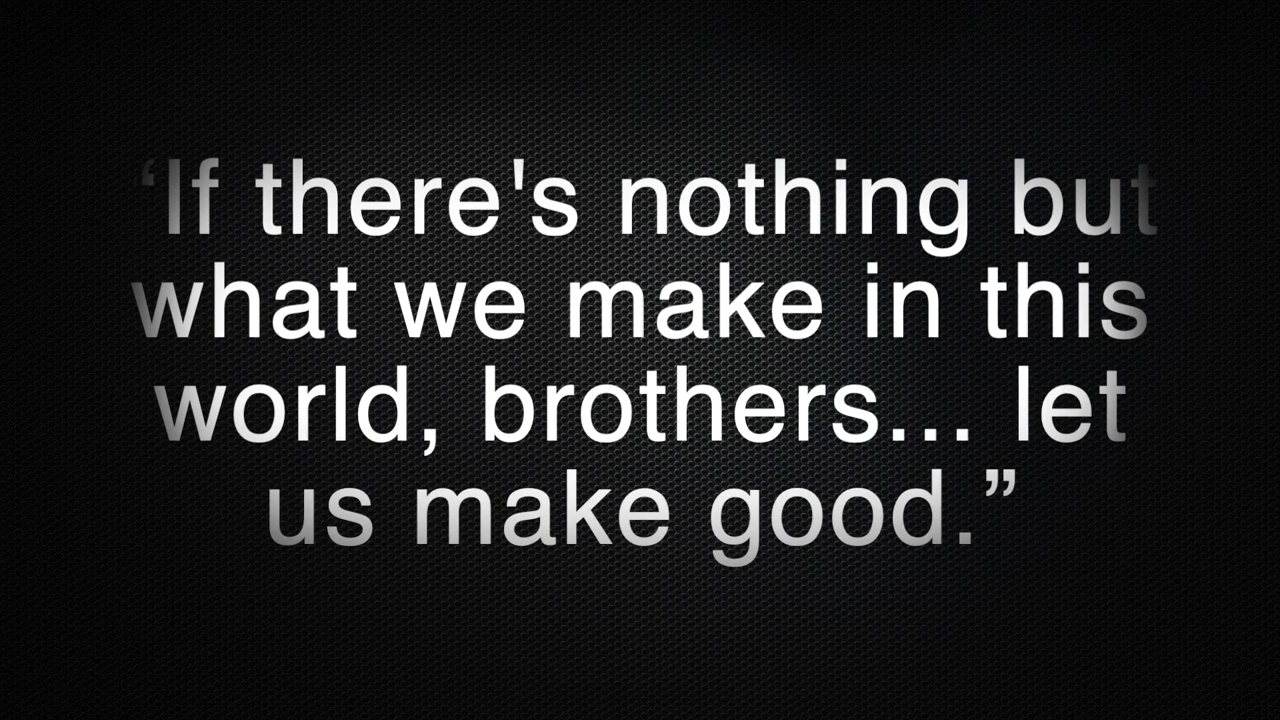 ‘If there's nothing but
what we make in this
world, brothers... let
us make good.”